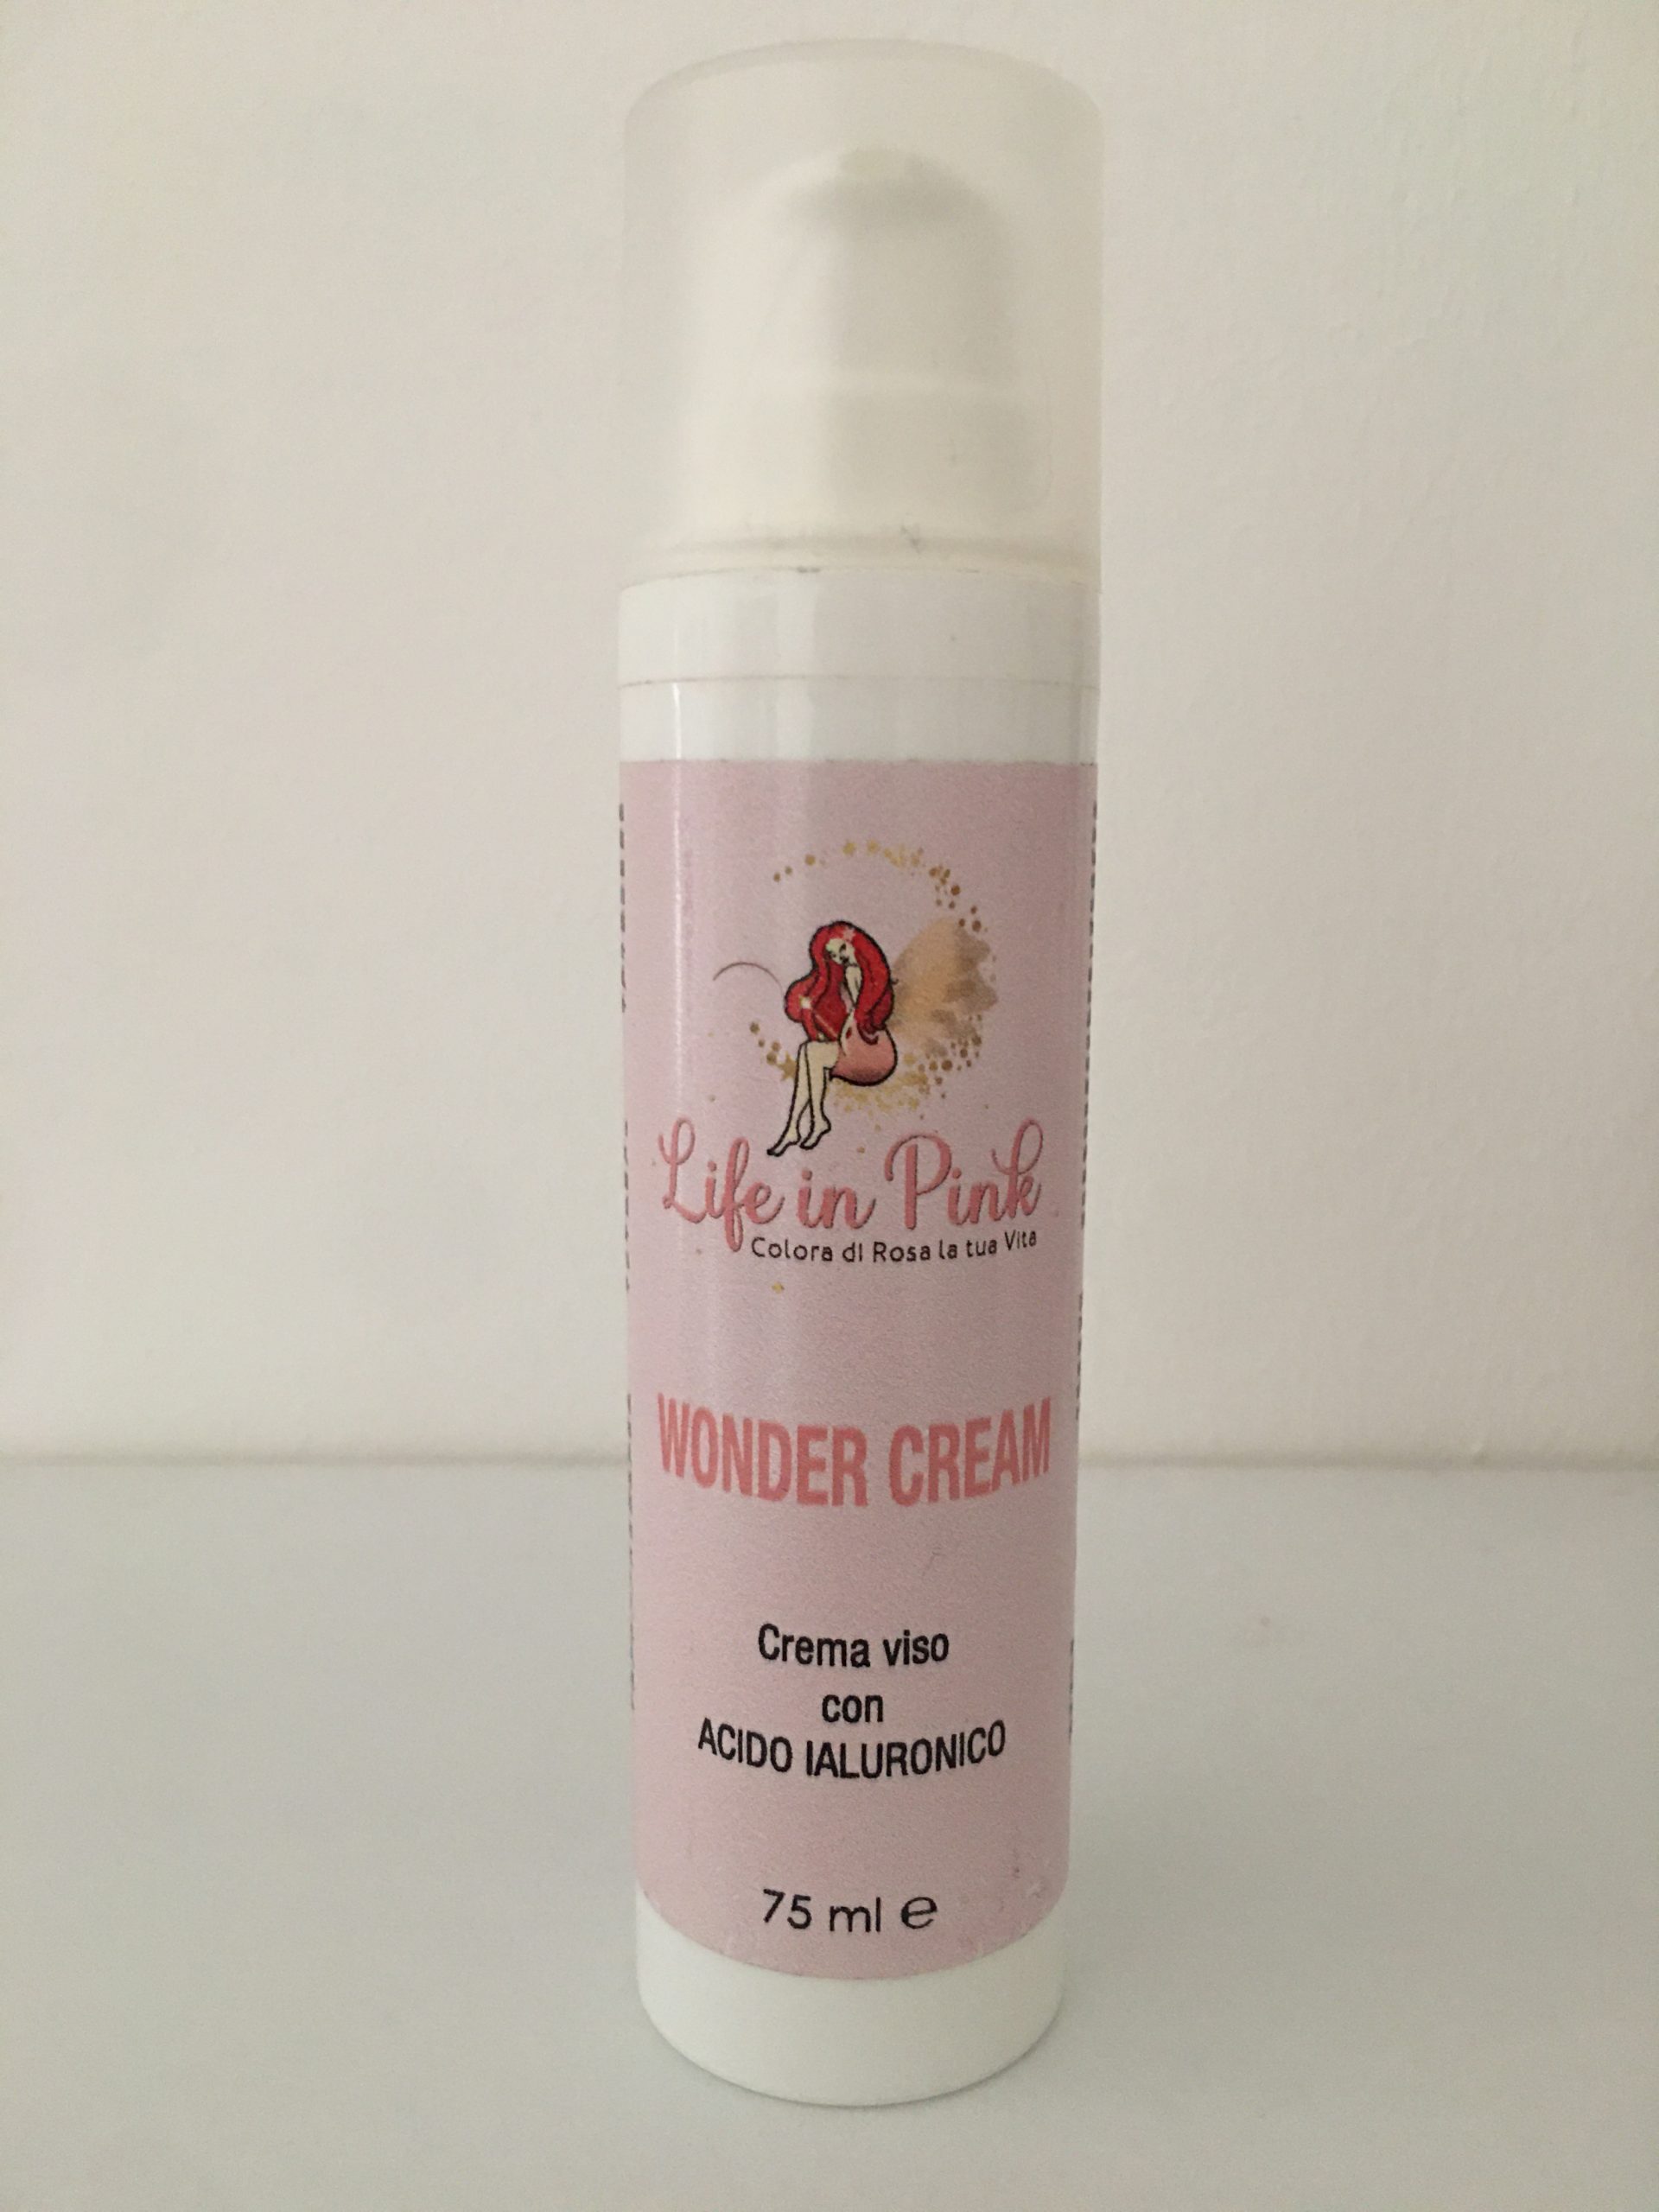 Life in Pink
Colora di Rosa la tua Vita
WONDER CREAM
Crema viso
con
ACIDO IALURONICO
75 ml ℮